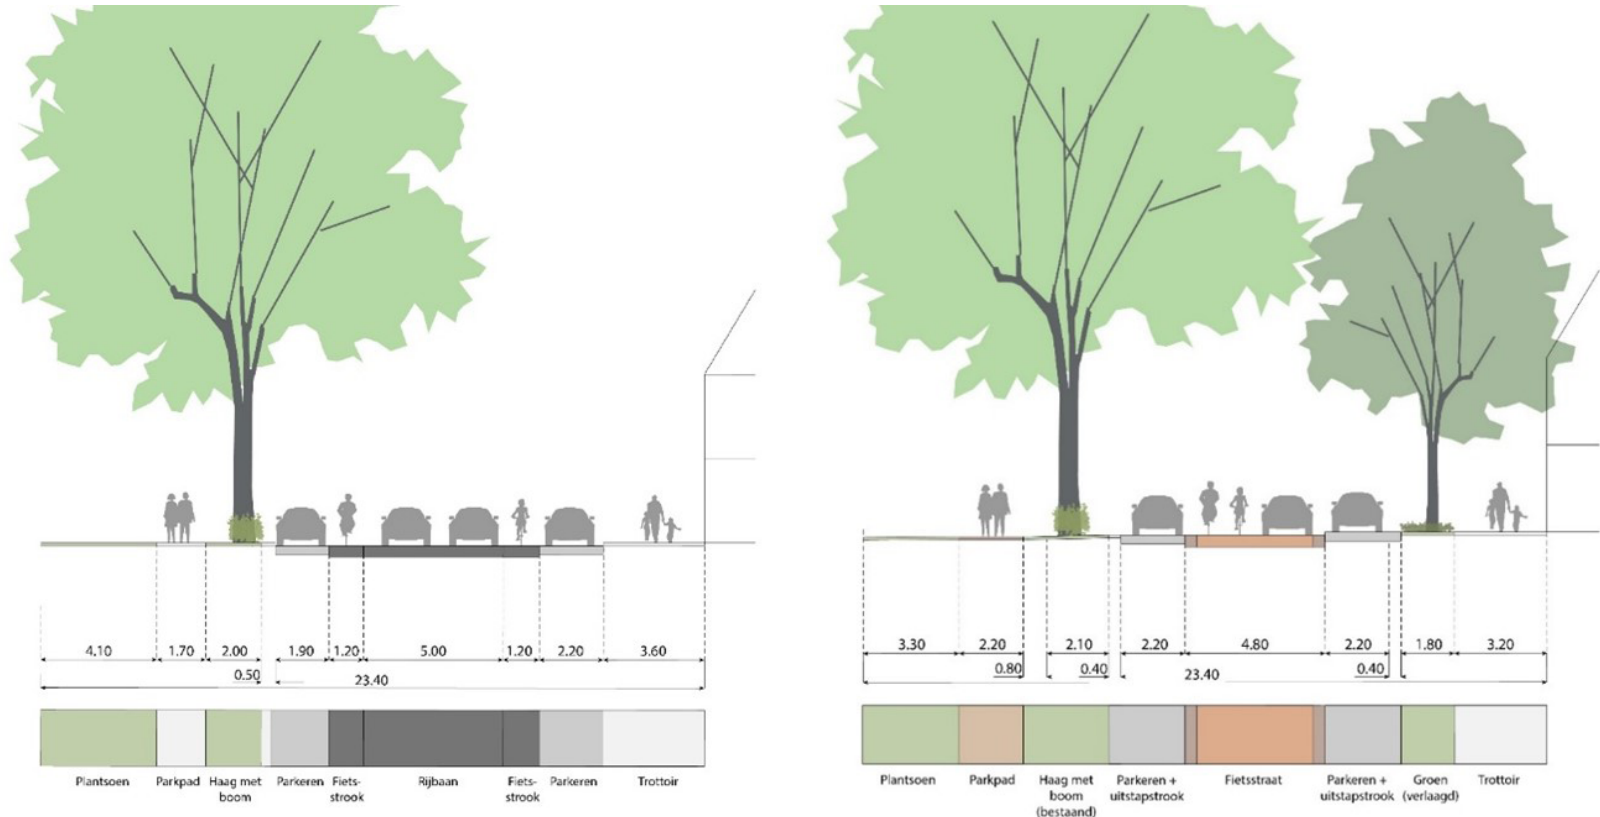 4.10 1.70 2.00 1.90 1.20 5.00 1.20 2.20 3.60
0.50 23.40
Plantsoen Parkpad Haag met Parkeren Fiets- Rijbaan Fiets- Parkeren Trottoir
boom strook strook
3.30 2.20 2.10 2.20 4.80 2.20 1.80 3.20
0.80 0.40 23.40 0.40
Plantsoen Parkpad Haag met Parkeren + Fietsstraat Parkeren + Groen Trottoir
boom uitstapstrook uitstapstrook (verlaagd)
(bestaand)